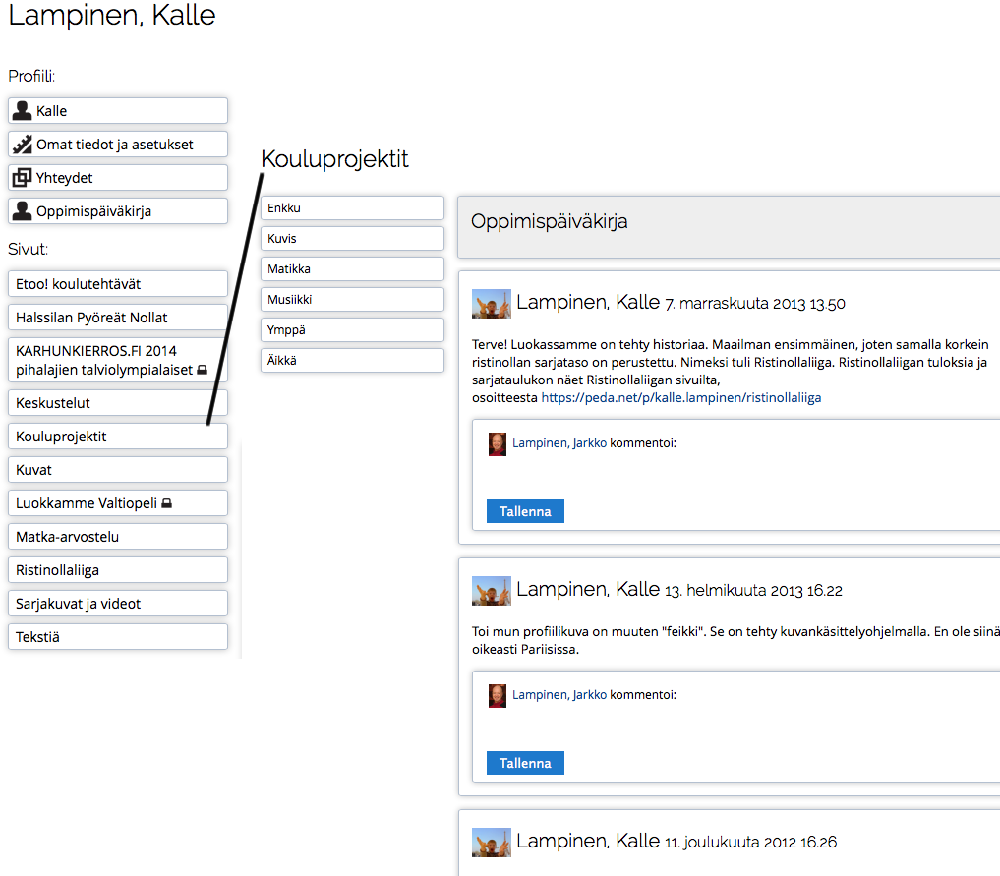 Lampinen, Kalle
Profiili:
Kalle
Omat tiedot ja asetukset
Yhteydet
Oppimispäiväkirja
Sivut:
Etoo! koulutehtävät
Halssilan Pyöreät Nollat
KARHUNKIERROS.FI 2014
pihalajien talviolympialaiset
Keskustelut
Kouluprojektit
Kuvat
Luokkamme Valtiopeli
Matka-arvostelu
Ristinollaliiga
Sarjakuvat ja videot
Tekstiä
Kouluprojektit
Enkku
Kuvis
Matikka
Musiikki
Ymppä
Äikkä
Oppimispäiväkirja
Lampinen, Kalle 7. marraskuuta 2013 13.50
Terve! Luokassamme on tehty historiaa. Maailman ensimmäinen, joten samalla korkein
ristinollan sarjataso on perustettu. Nimeksi tuli Ristinollaliiga. Ristinollaliigan tuloksia ja
sarjataulukon näet Ristinollaliigan sivuilta,
osoitteesta https://peda.net/p/kalle.lampinen/ristinollaliiga
Lampinen, Jarkko kommentoi:
Tallenna
Lampinen, Kalle 13. helmikuuta 2013 16.22
Toi mun profiilikuva on muuten "feikki". Se on tehty kuvankäsittelyohjelmalla. En ole siinä
oikeasti Pariisissa.
Lampinen, Jarkko kommentoi:
Tallenna
Lampinen, Kalle 11. joulukuuta 2012 16.26